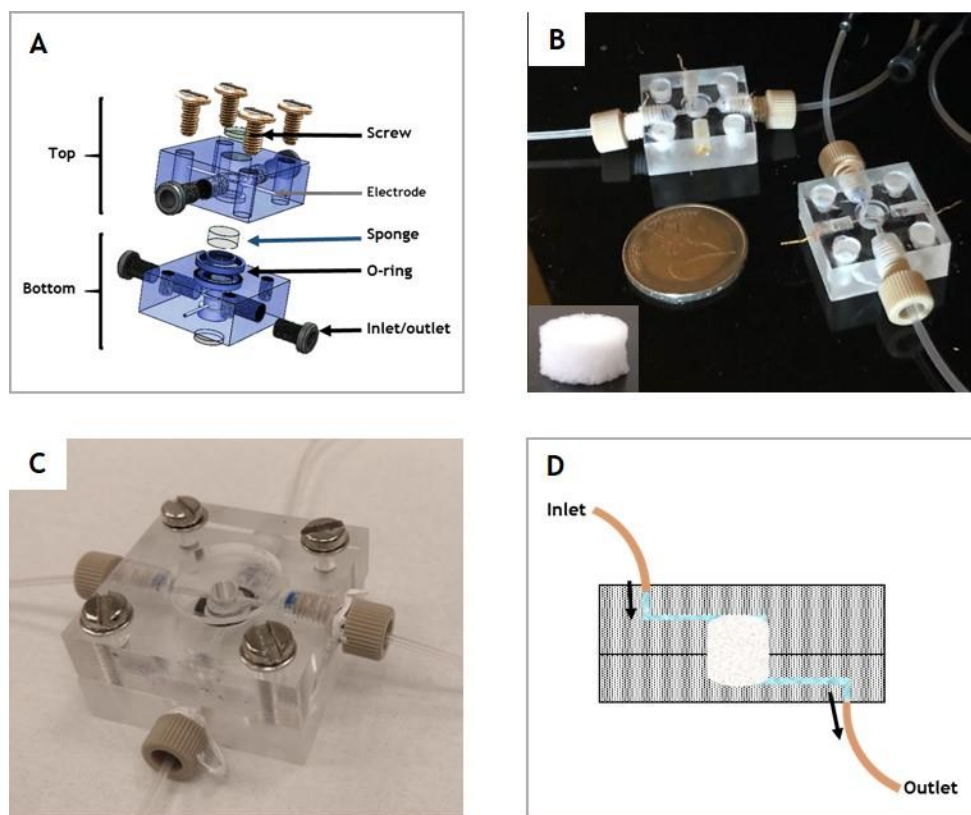 A
Top
Screw
Electrode
Sponge
O-ring
Bottom
Inlet/outlet
B
C
D
Inlet
Outlet